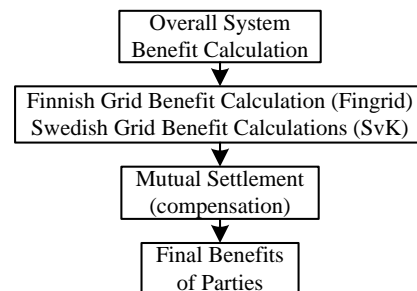 Overall System
Benefit Calculation
Finnish Grid Benefit Calculation (Fingrid)
Swedish Grid Benefit Calculations (SvK)
Mutual Settlement
(compensation)
Final Benefits
of Parties